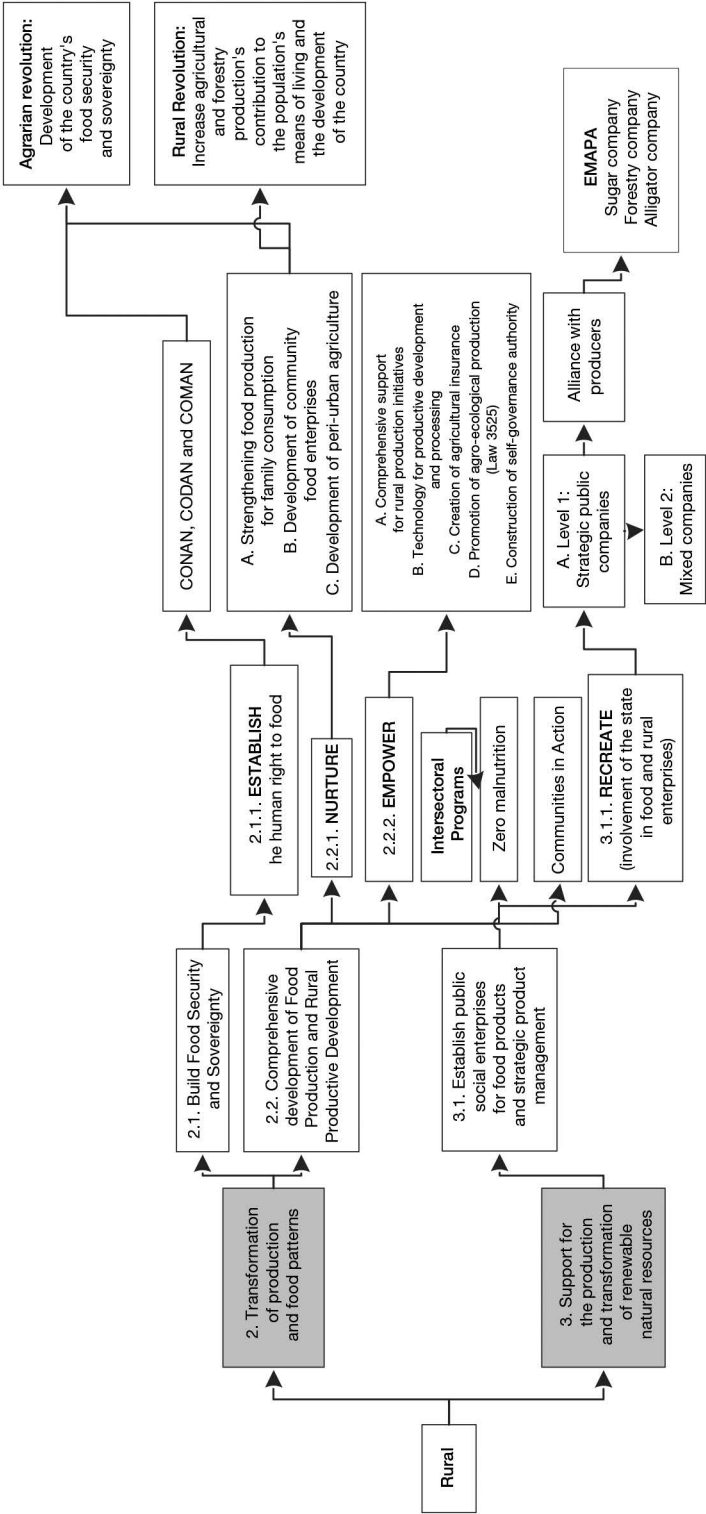 Rural
2. Transformation
of production
and food patterns
3. Support for
the production
and transformation
of renewable
natural resources
2.1. Build Food Security
and Sovereignty
2.2. Comprehensive
development of Food
Production and Rural
Productive Development
3.1. Establish public
social enterprises
for food products
and strategic product
management
2.1.1. ESTABLISH
he human right to food
2.2.1. NURTURE
2.2.2. EMPOWER
Intersectoral
Programs
Zero malnutrition
Communities in Action
3.1.1. RECREATE
(involvement of the state
in food and rural
enterprises)
CONAN, CODAN and COMAN
A. Strengthening food production
for family consumption
B. Development of community
food enterprises
C. Development of peri-urban agriculture
A. Comprehensive support
for rural production initiatives
B. Technology for productive development
and processing
C. Creation of agricultural insurance
D. Promotion of agro-ecological production
(Law 3525)
E. Construction of self-governance authority
A. Level 1:
Strategic public
companies
B. Level 2:
Mixed companies
Alliance with
producers
Agrarian revolution:
Development
of the country's
food security
and sovereignty
Rural Revolution:
Increase agricultural
and forestry
production's
contribution to
the population's
means of living and
the development
of the country
EMAPA
Sugar company
Forestry company
Alligator company